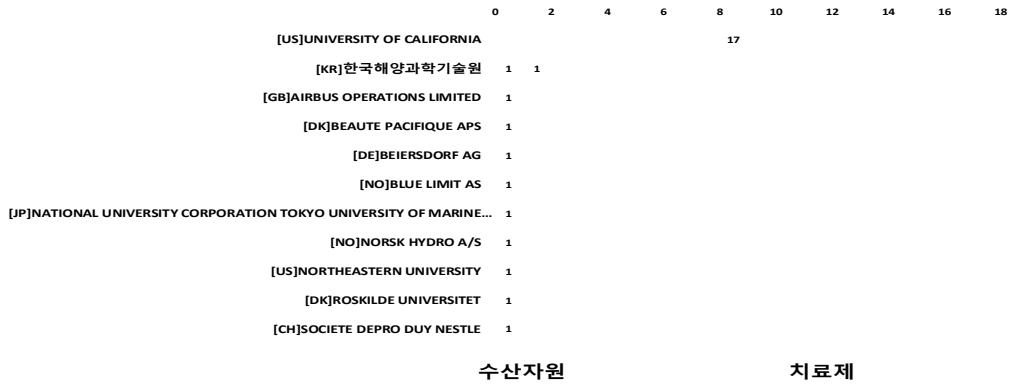 0 2 4 6 8 10 12 14 16 18
[US]UNIVERSITY OF CALIFORNIA 17
[KR]한국해양과학기술원 1 1
[GB]AIRBUS OPERATIONS LIMITED 1
[DK]BEAUTE PACIFIQUE APS 1
[DE]BEIERSDORF AG 1
[NO]BLUE LIMIT AS 1
[JP]NATIONAL UNIVERSITY CORPORATION TOKYO UNIVERSITY OF MARINE... 1
[NO]NORSK HYDRO A/S 1
[US]NORTHEASTERN UNIVERSITY 1
[DK]ROSKILDE UNIVERSITET 1
[CH]SOCIETE DEPRO DUY NESTLE 1
수산자원 치료제